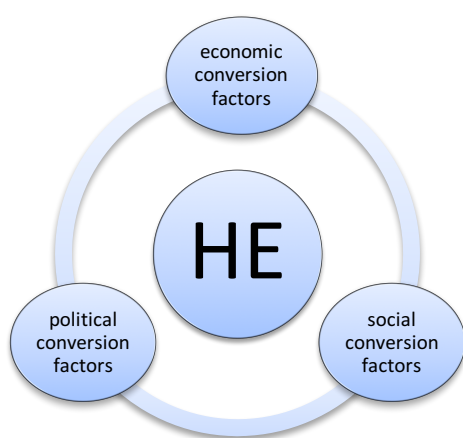 economic
conversion
factors
HE
political
conversion
factors
social
conversion
factors